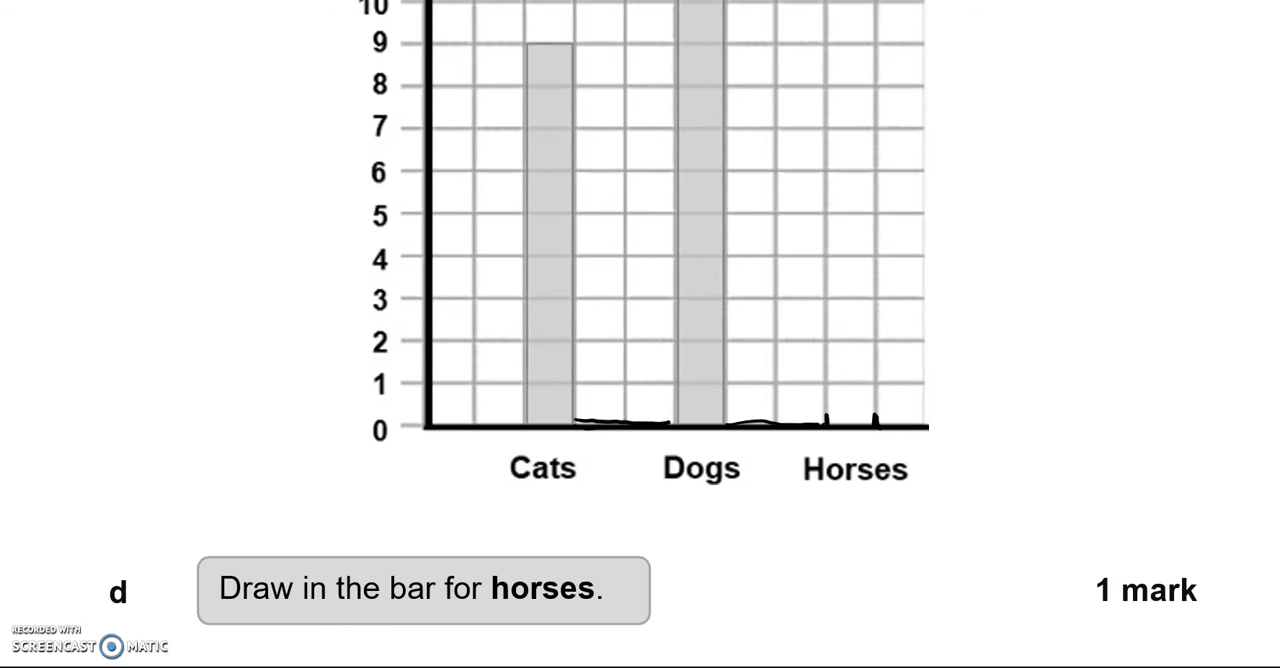 10
9
8
7
6
5
4
3
2
1
0
Cats Dogs Horses
d Draw in the bar for horses. 1 mark
RECORDED WITH
SCREENCAST MATIC